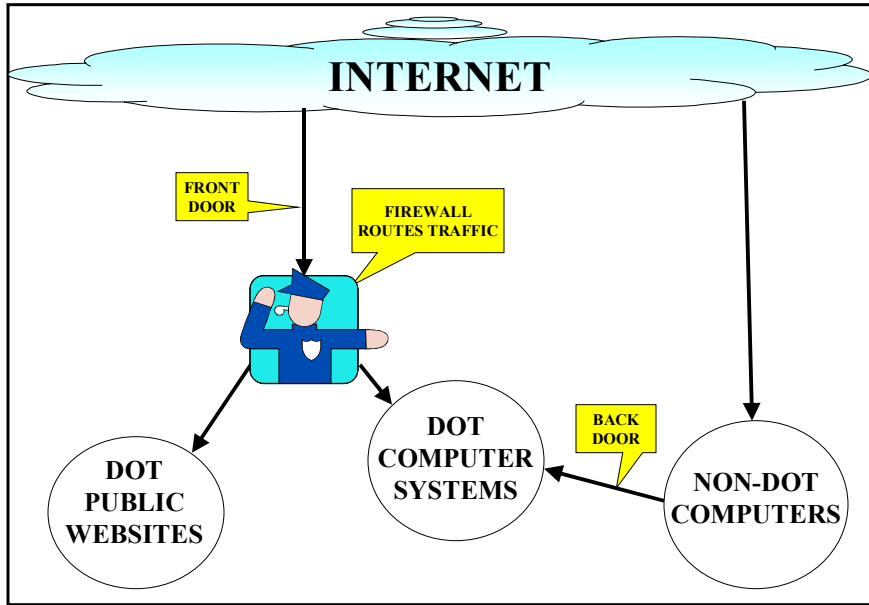 INTERNET
FRONT
DOOR
FIREWALL
ROUTES TRAFFIC
DOT
PUBLIC
WEBSITES
DOT
COMPUTER
SYSTEMS
BACK
DOOR
NON-DOT
COMPUTERS